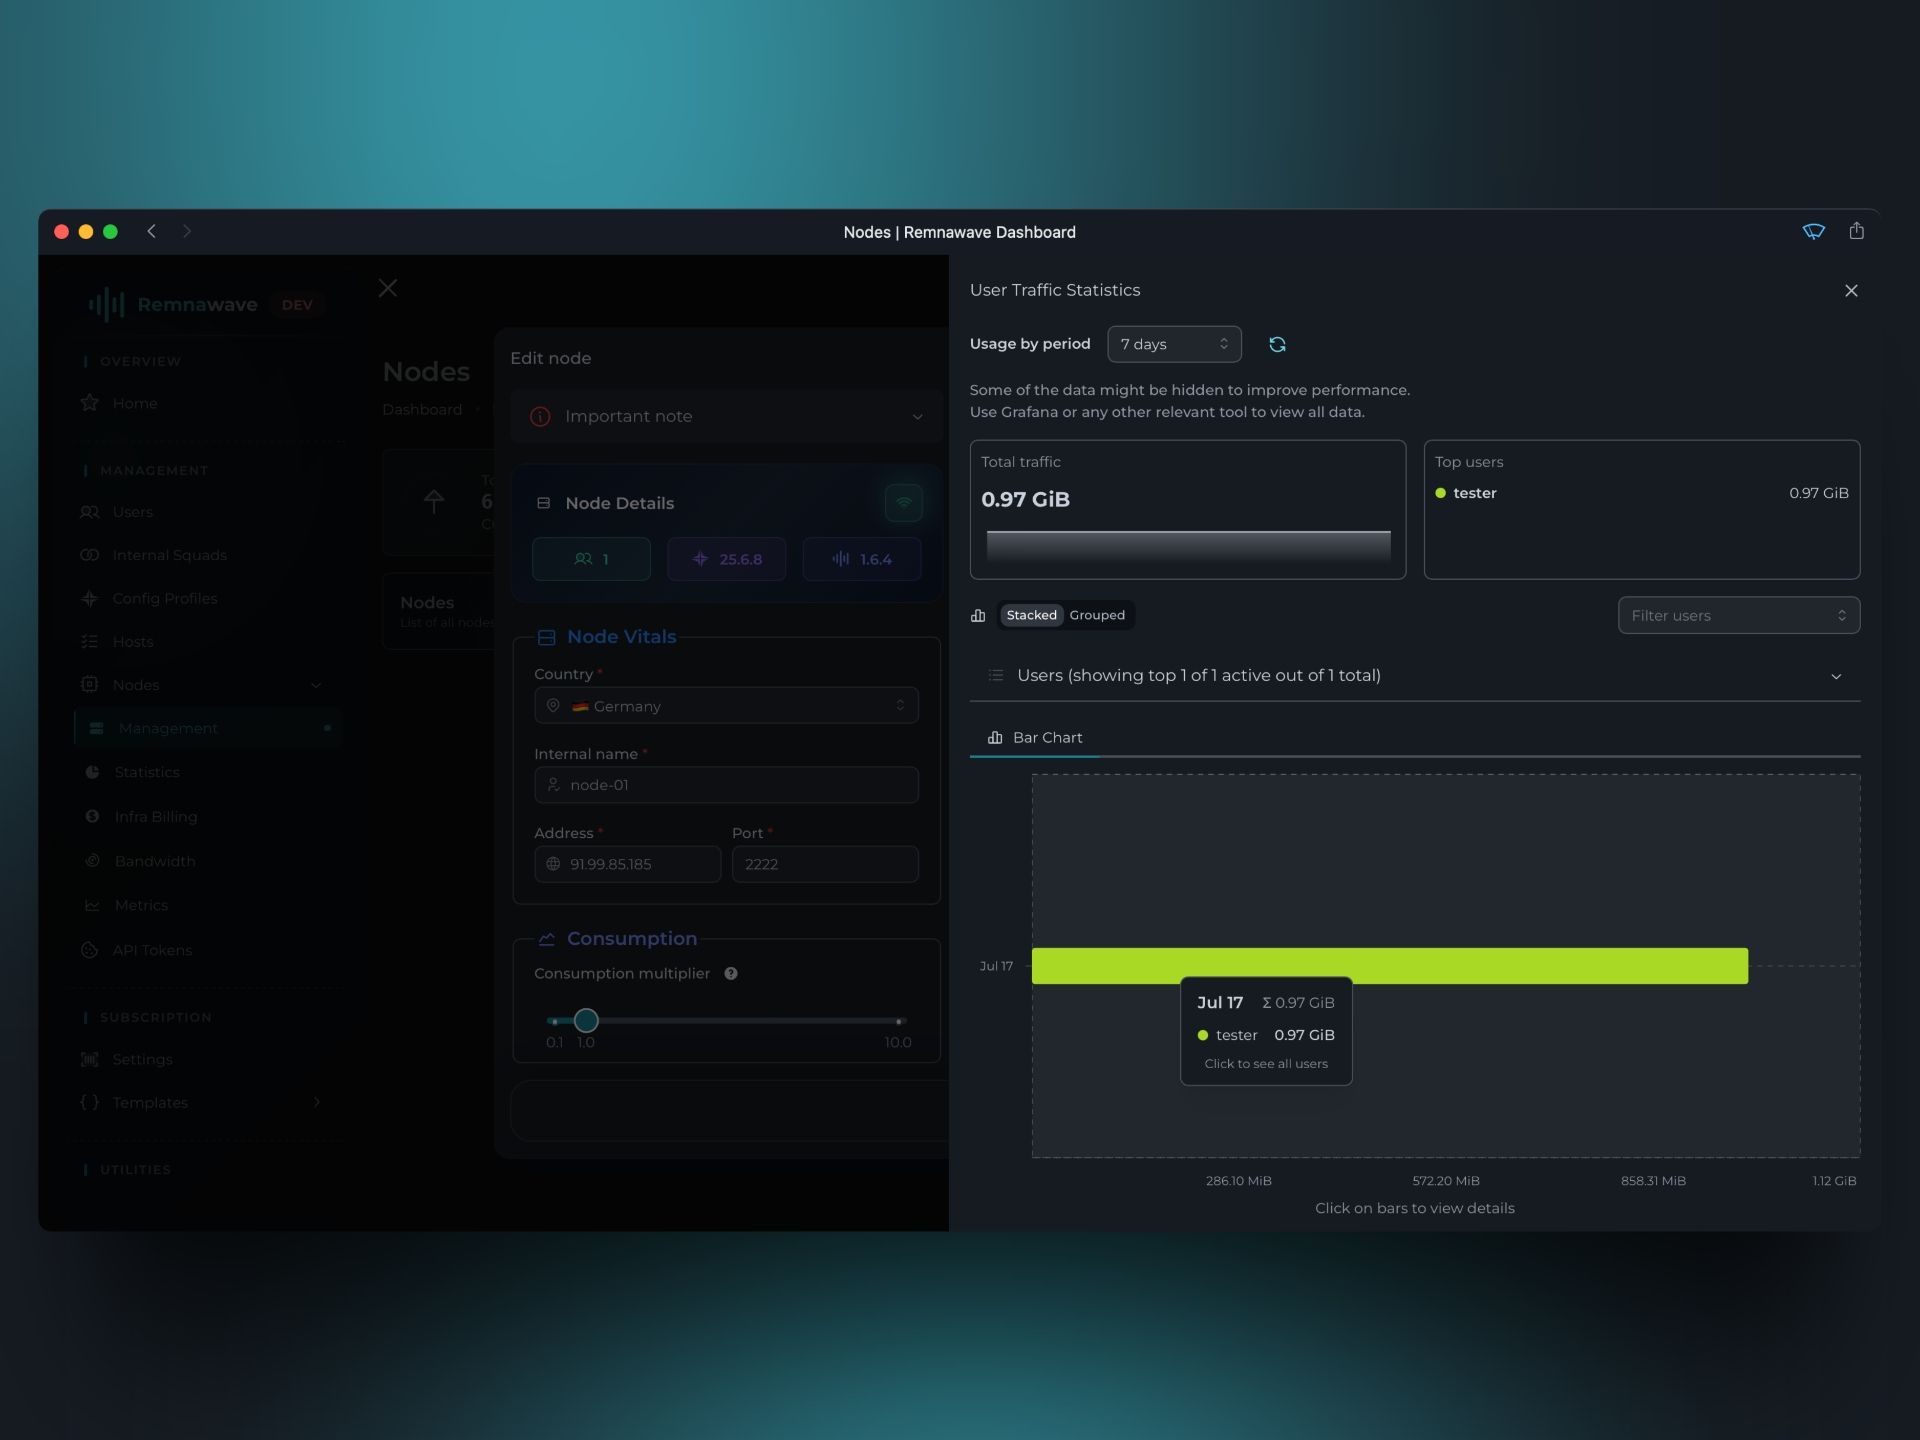 Nodes | Remnawave Dashboard
Remnawave DEV
OVERVIEW
Home
MANAGEMENT
Users
Internal Squads
Config Profiles
Hosts
Nodes
Management
Statistics
Infra Billing
Bandwidth
Metrics
API Tokens
SUBSCRIPTION
Settings
Templates
UTILITIES
Nodes
Dashboard
6
Nodes
List of all nodes
Edit node
Important note
Node Details
1 25.6.8 1.6.4
Node Vitals
Country *
Germany
Internal name *
node-01
Address * Port *
91.99.85.185 2222
Consumption
Consumption multiplier
0.1 1.0 10.0
User Traffic Statistics
Usage by period 7 days
Some of the data might be hidden to improve performance.
Use Grafana or any other relevant tool to view all data.
Total traffic
0.97 GiB
Top users
tester 0.97 GiB
Stacked Grouped
Filter users
Users (showing top 1 of 1 active out of 1 total)
Bar Chart
Jul 17
Jul 17 Σ 0.97 GiB
tester 0.97 GiB
Click to see all users
286.10 MiB 572.20 MiB 858.31 MiB 1.12 GiB
Click on bars to view details